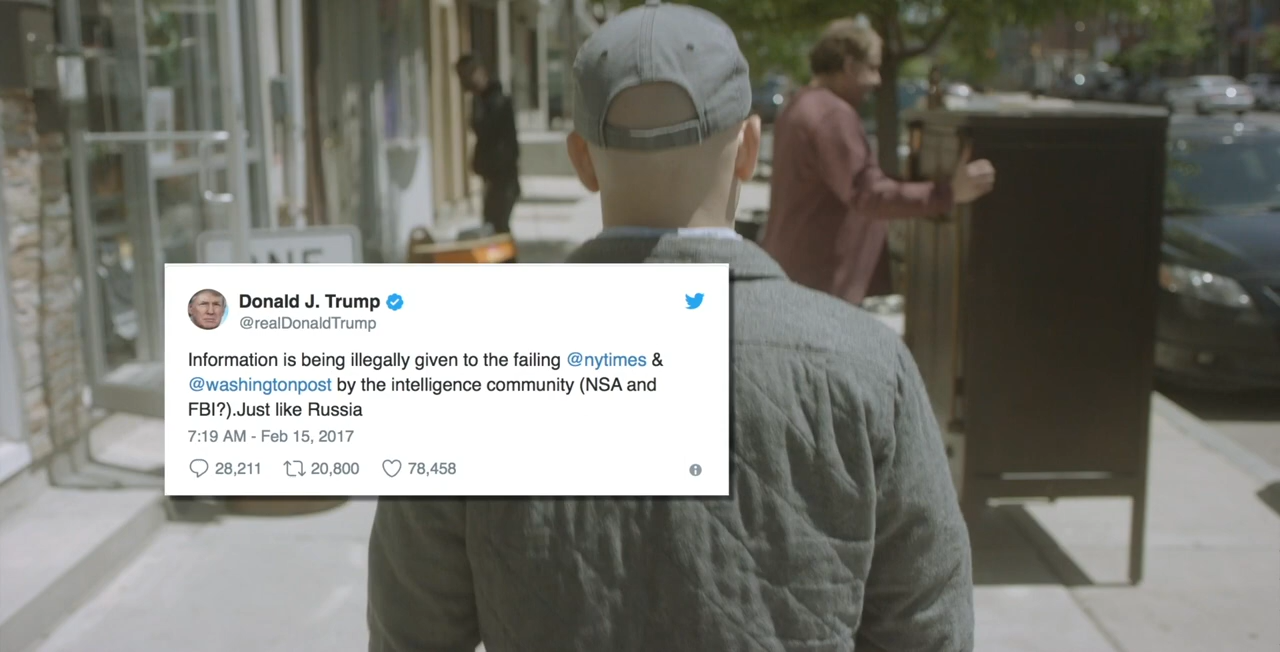 Donald J. Trump
@realDonaldTrump
Information is being illegally given to the failing @nytimes &
@washingtonpost by the intelligence community (NSA and
FBI?).Just like Russia
7:19 AM - Feb 15, 2017
28,211 20,800 78,458